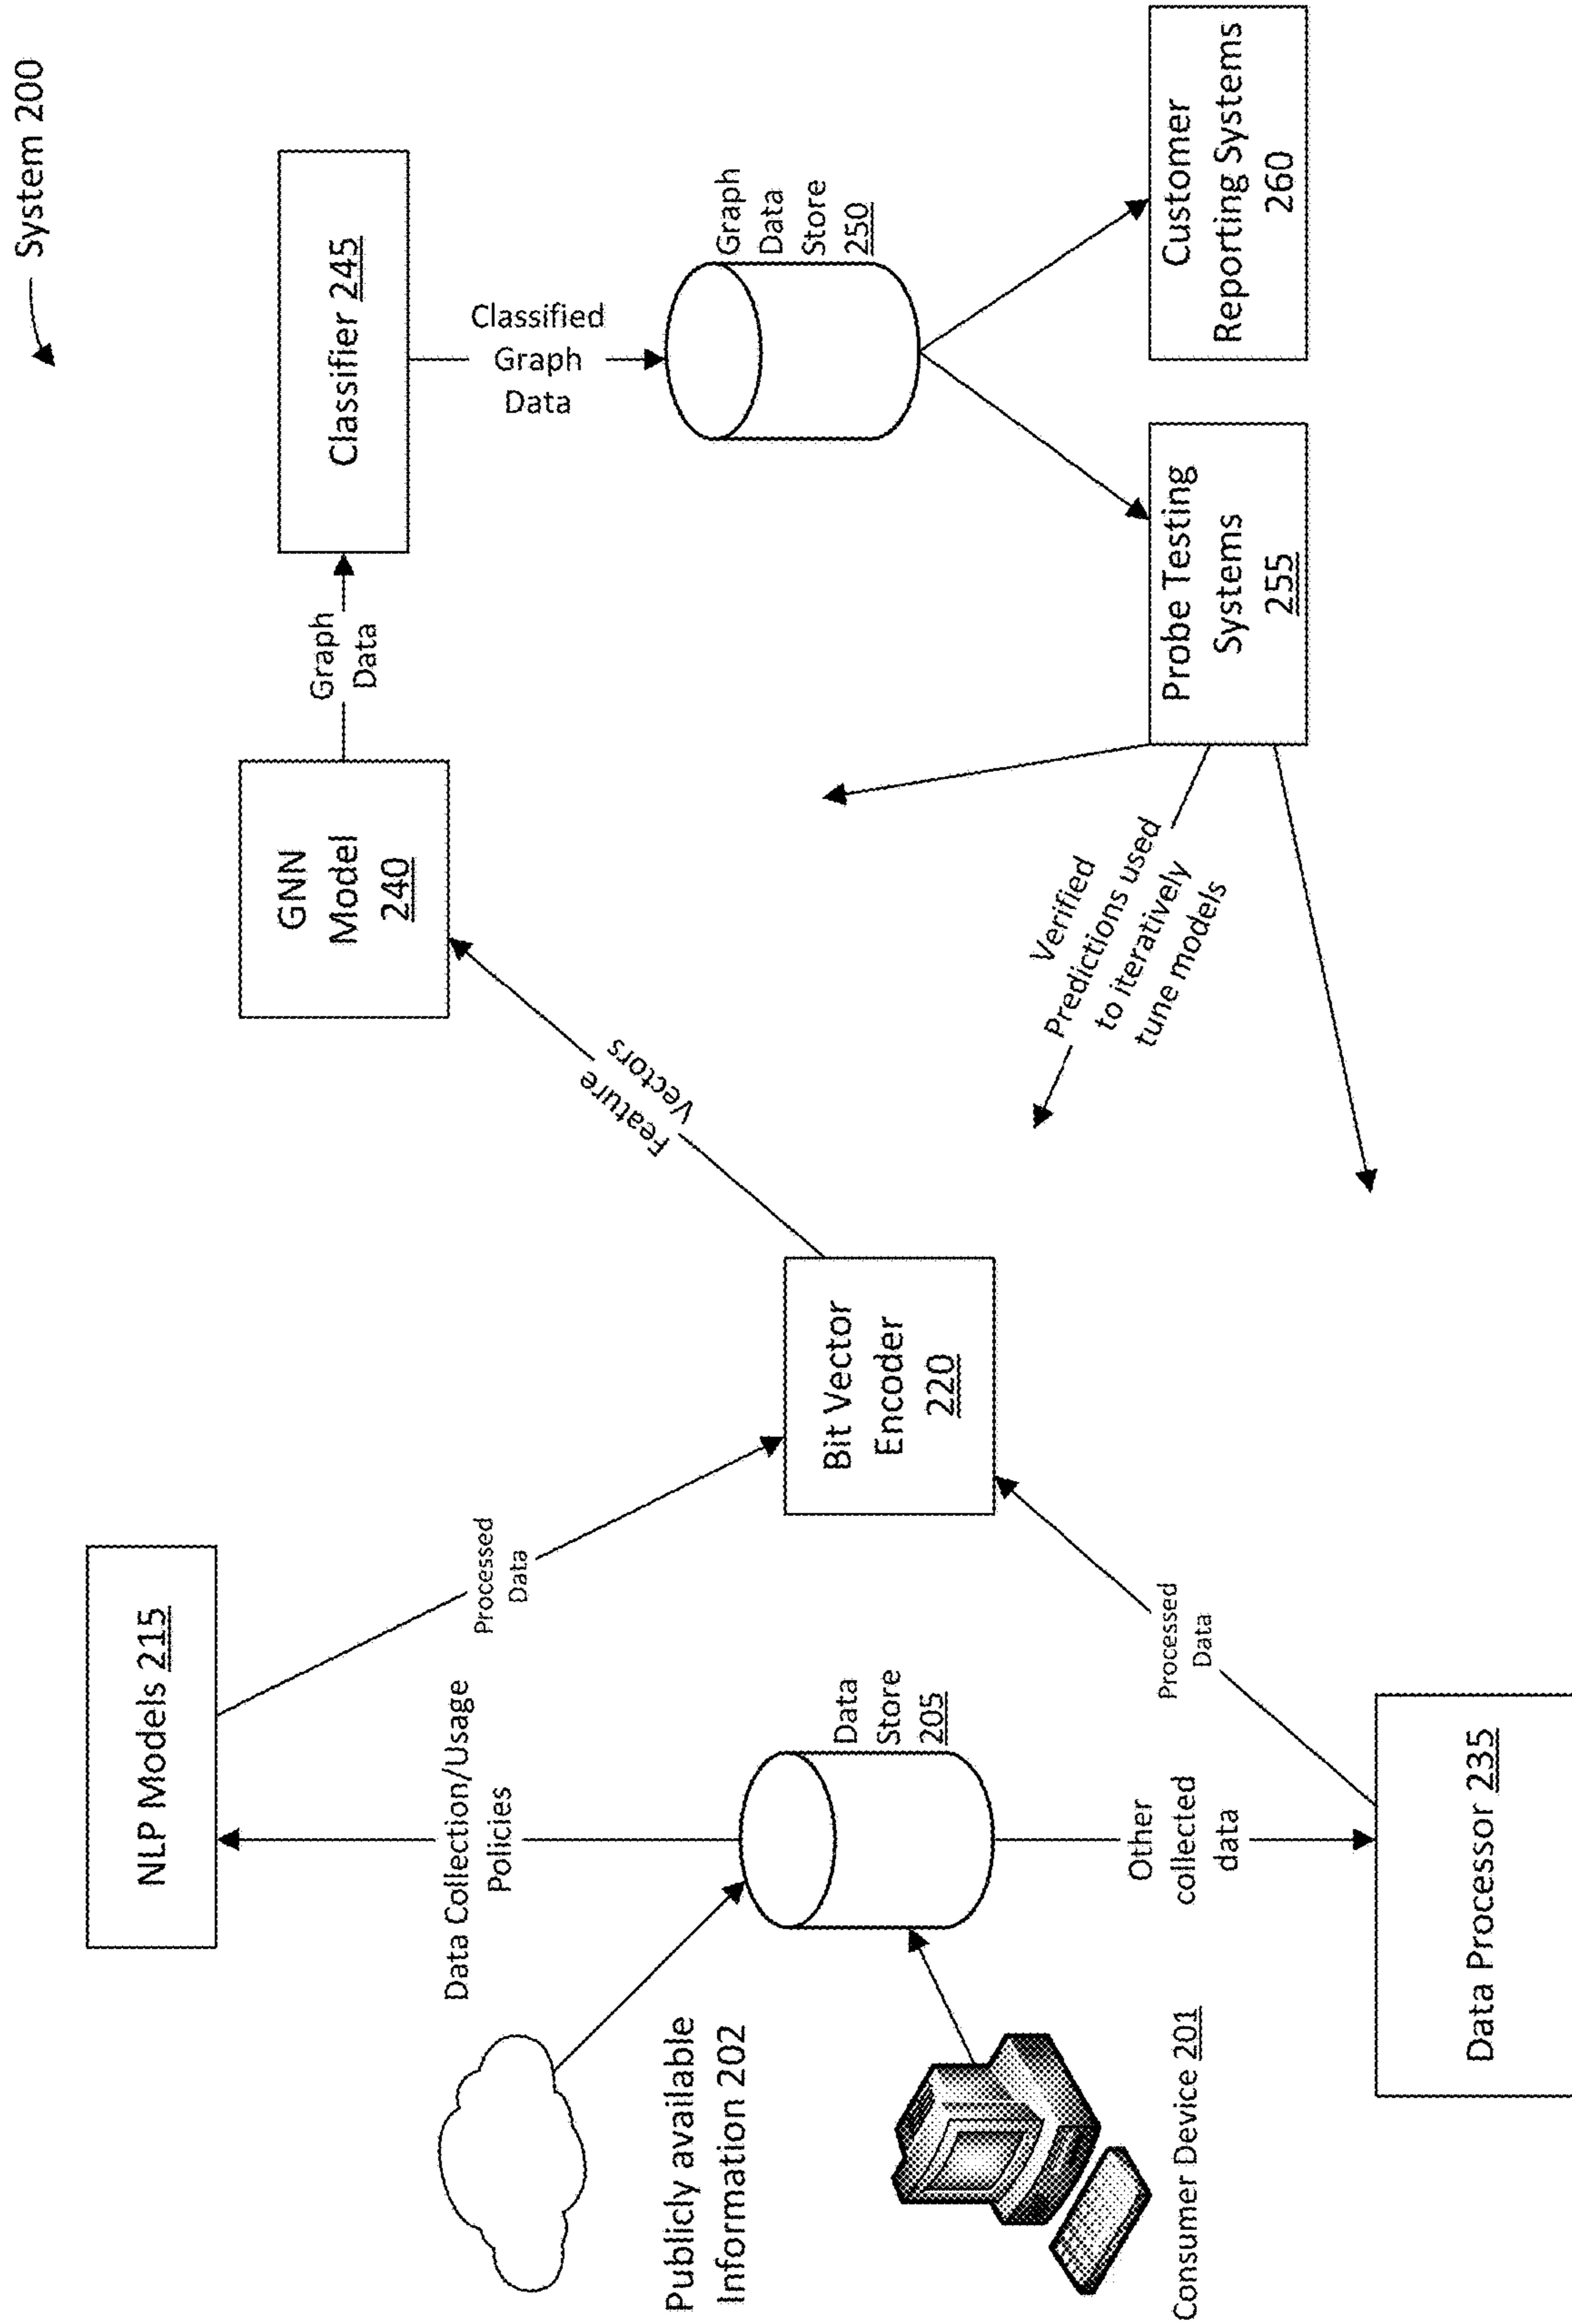 System 200
NLP Models 215
Data Collection/Usage
Policies
Publicly available
Information 202
Data
Store
205
Consumer Device 201
Other
collected
data
Data Processor 235
Processed
Data
Processed
Data
Bit Vector
Encoder
220
Feature
Vectors
GNN
Model
240
Graph
Data
Classifier 245
Classified
Graph
Data
Graph
Data
Store
250
Verified
Predictions used
to iteratively
tune models
Probe Testing
Systems
255
Customer
Reporting Systems
260